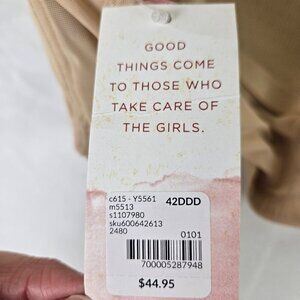 GOOD
THINGS COME
TO THOSE WHO
TAKE CARE OF
THE GIRLS.
c615 - Y5561 42DDD
m5513
s1107980
sku600642613
2480 0101
700005287948
$44.95